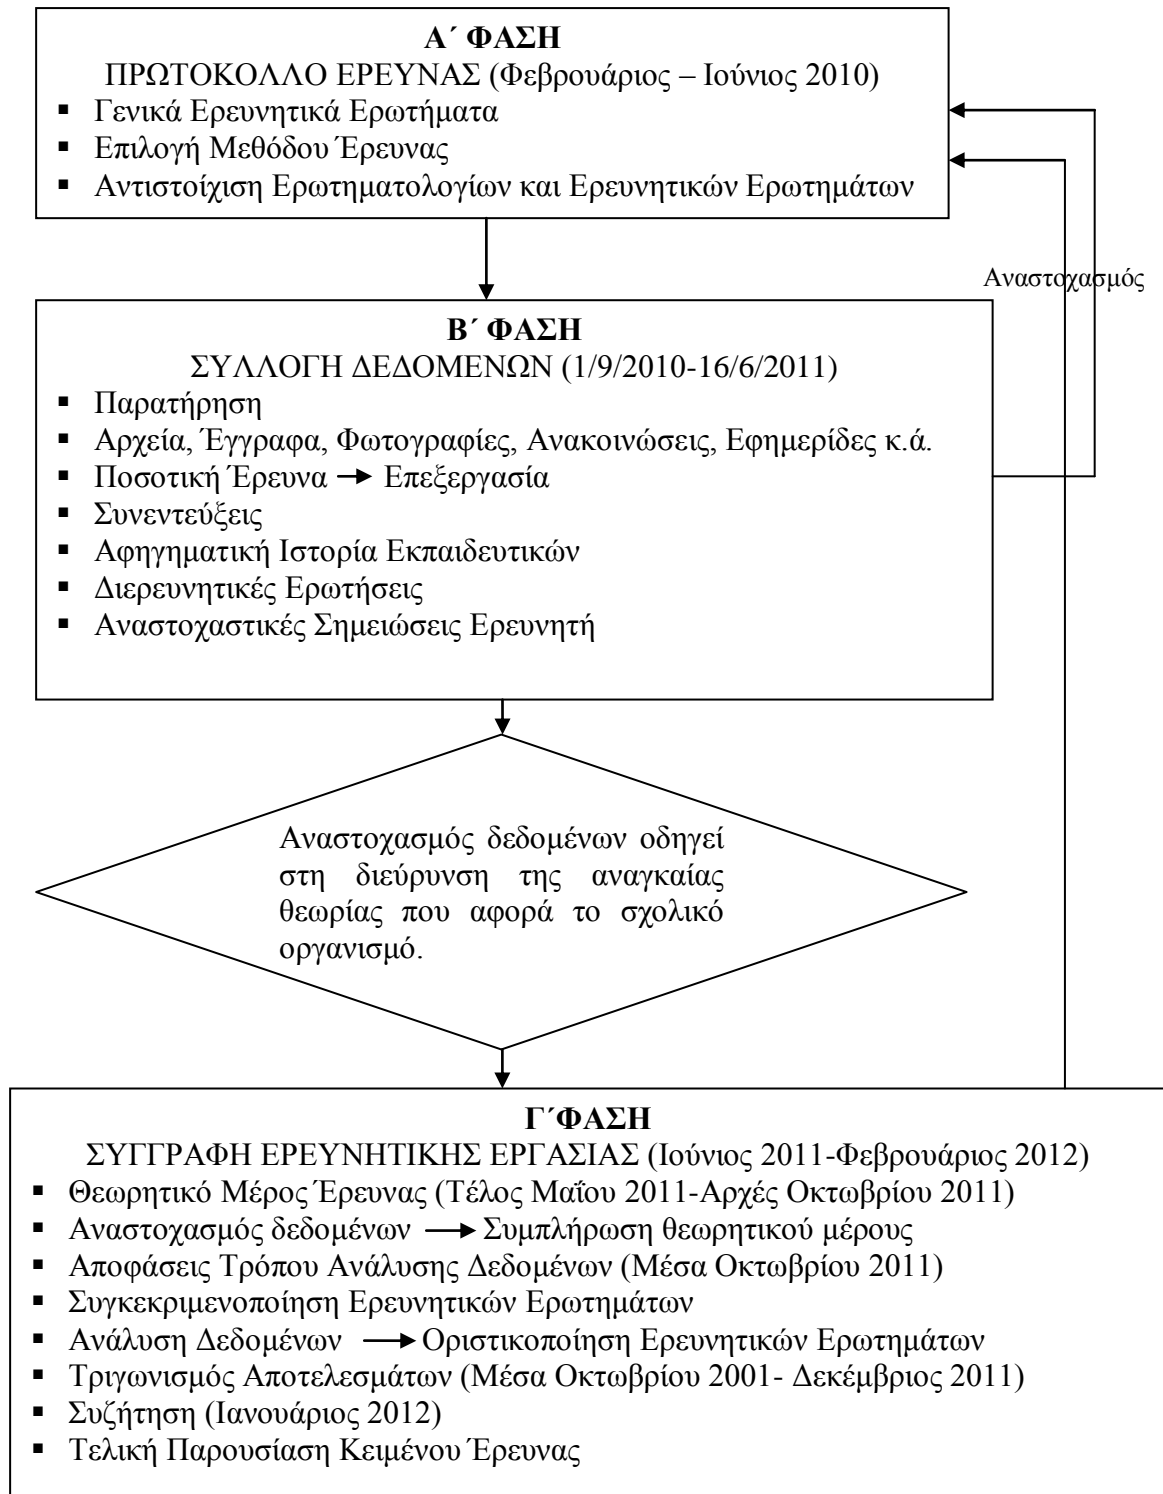 Α΄ ΦΑΣΗ
ΠΡΩΤΟΚΟΛΛΟ ΕΡΕΥΝΑΣ (Φεβρουάριος – Ιούνιος 2010)
▪ Γενικά Ερευνητικά Ερωτήματα
▪ Επιλογή Μεθόδου Έρευνας
▪ Αντιστοίχιση Ερωτηματολογίων και Ερευνητικών Ερωτημάτων
Αναστοχασμός
Β΄ ΦΑΣΗ
ΣΥΛΛΟΓΗ ΔΕΔΟΜΕΝΩΝ (1/9/2010-16/6/2011)
▪ Παρατήρηση
▪ Αρχεία, Έγγραφα, Φωτογραφίες, Ανακοινώσεις, Εφημερίδες κ.ά.
▪ Ποσοτική Έρευνα → Επεξεργασία
▪ Συνεντεύξεις
▪ Αφηγηματική Ιστορία Εκπαιδευτικών
▪ Διερευνητικές Ερωτήσεις
▪ Αναστοχαστικές Σημειώσεις Ερευνητή
Αναστοχασμός δεδομένων οδηγεί
στη διεύρυνση της αναγκαίας
θεωρίας που αφορά το σχολικό
οργανισμό.
Γ΄ΦΑΣΗ
ΣΥΓΓΡΑΦΗ ΕΡΕΥΝΗΤΙΚΗΣ ΕΡΓΑΣΙΑΣ (Ιούνιος 2011-Φεβρουάριος 2012)
▪ Θεωρητικό Μέρος Έρευνας (Τέλος Μαΐου 2011-Αρχές Οκτωβρίου 2011)
▪ Αναστοχασμός δεδομένων → Συμπλήρωση θεωρητικού μέρους
▪ Αποφάσεις Τρόπου Ανάλυσης Δεδομένων (Μέσα Οκτωβρίου 2011)
▪ Συγκεκριμενοποίηση Ερευνητικών Ερωτημάτων
▪ Ανάλυση Δεδομένων → Οριστικοποίηση Ερευνητικών Ερωτημάτων
▪ Τριγωνισμός Αποτελεσμάτων (Μέσα Οκτωβρίου 2001- Δεκέμβριος 2011)
▪ Συζήτηση (Ιανουάριος 2012)
▪ Τελική Παρουσίαση Κειμένου Έρευνας